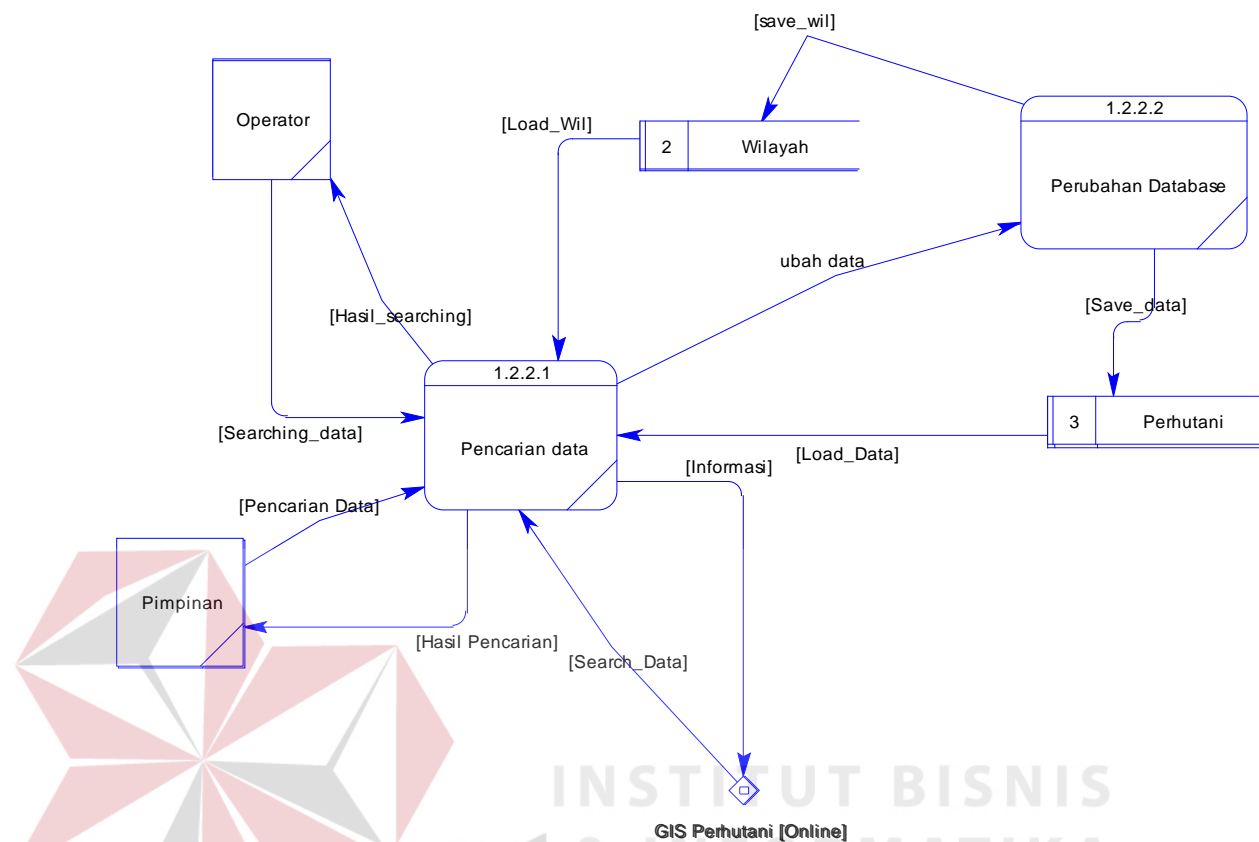 [save_wil]
1.2.2.2
Operator
[Load_Wil]
2
Wilayah
Perubahan Database
ubah data
[Save_data]
[Hasil_searching]
1.2.2.1
3
Perhutani
[Searching_data]
Pencarian data
[Load_Data]
[Informasi]
[Pencarian Data]
Pimpinan
[Hasil Pencarian]
[Search_Data]
INSTITUT BISNIS
GIS Perhutani [Online]
& INFORMATIKA